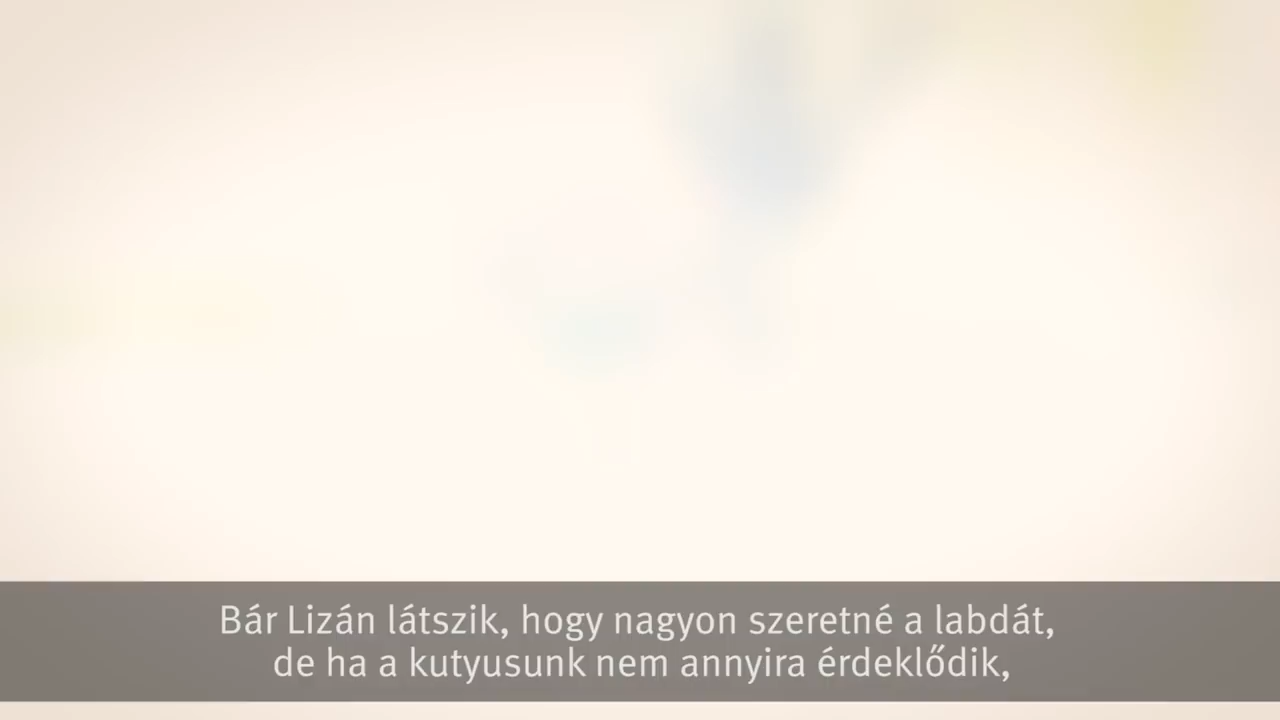 Bár Lizán látszik, hogy nagyon szeretné a labdát,
de ha a kutyusunk nem annyira érdeklődik,